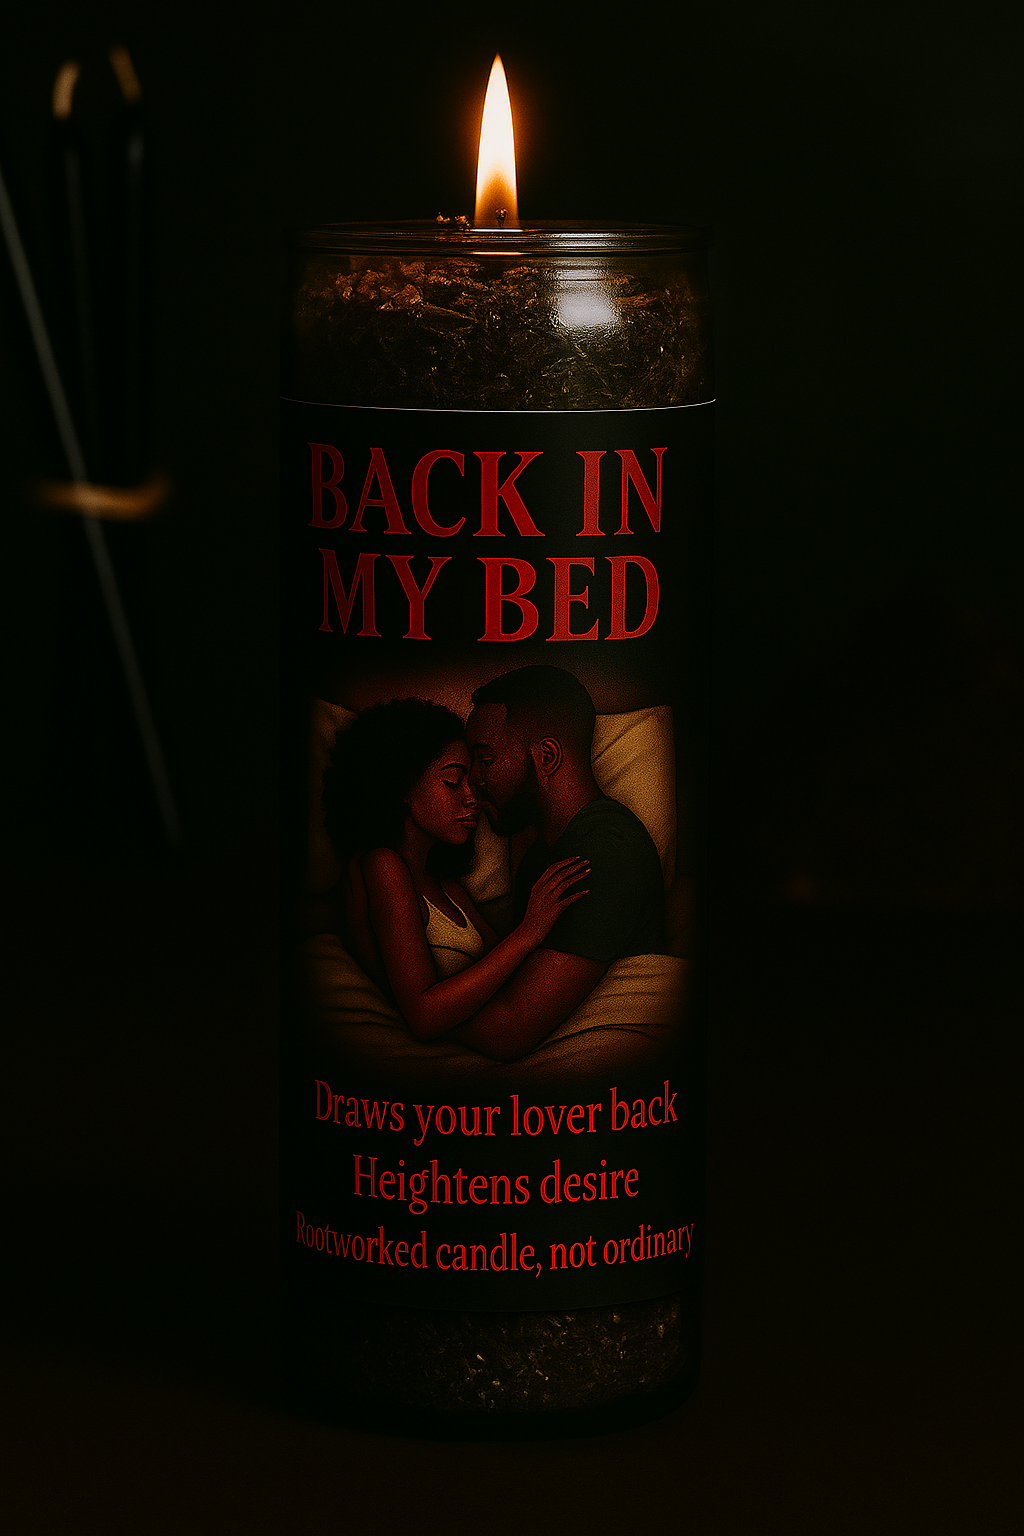 BACK IN
MY BED
Draws your lover back
Heightens desire
Rootworked candle, not ordinary